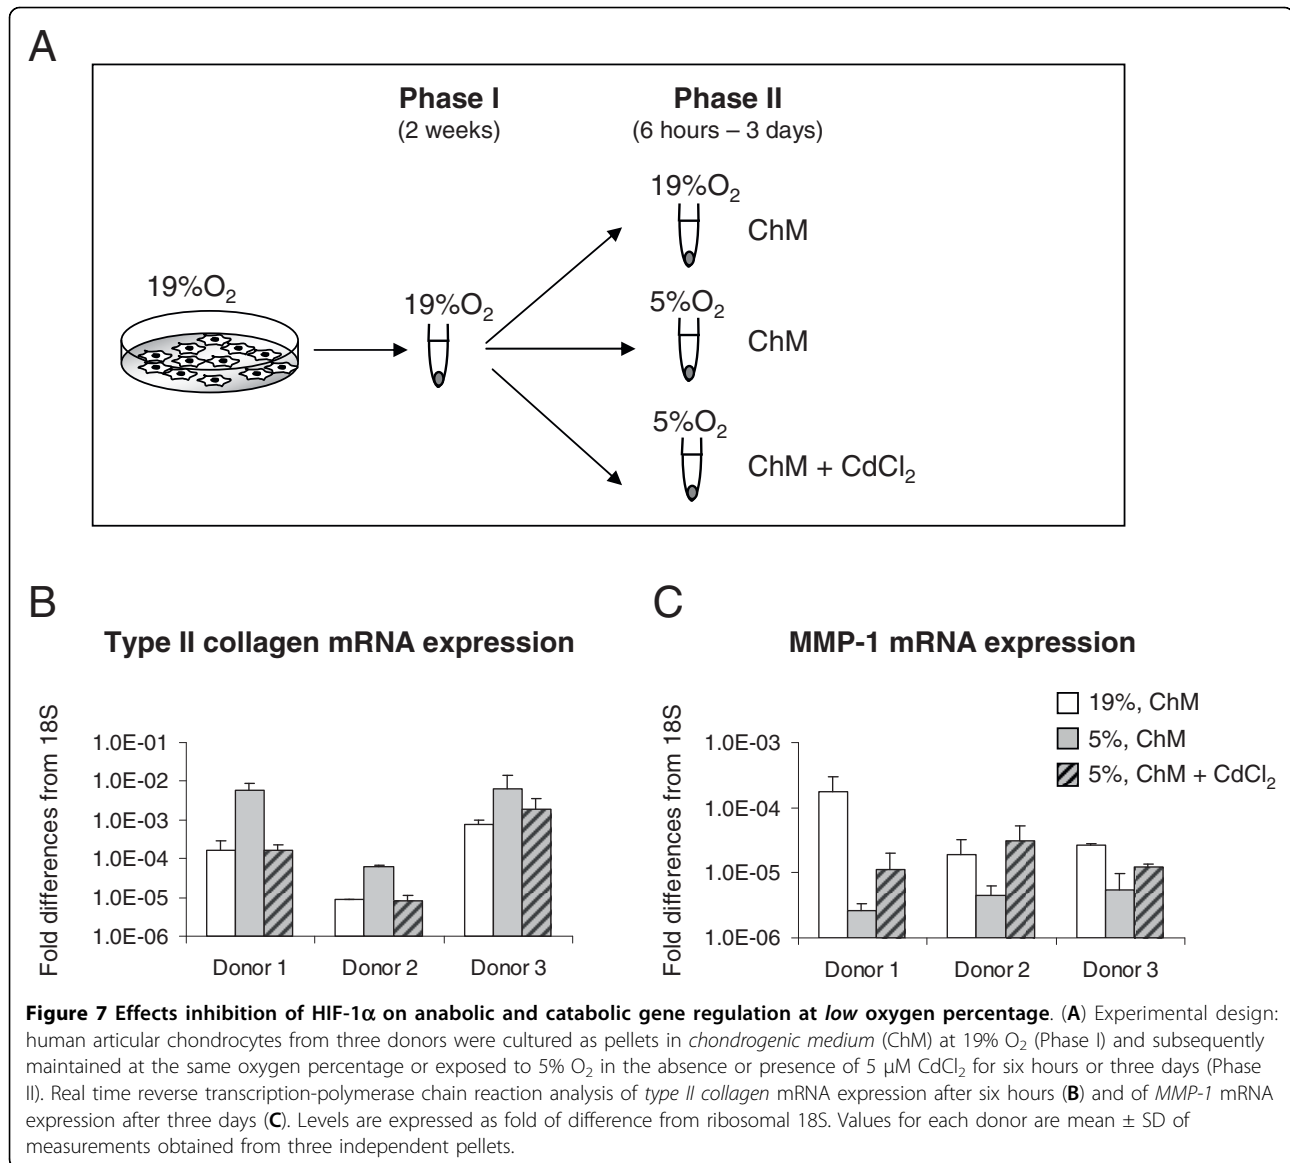 A
Phase I
(2 weeks)
Phase II
(6 hours – 3 days)
19%O2
ChM
19%O2
19%O2
5%O2
ChM
5%O2
ChM + CdCl2
B
Type II collagen mRNA expression
Fold differences from 18S
1.0E-01
1.0E-02
1.0E-03
1.0E-04
1.0E-05
1.0E-06
Donor 1
Donor 2
Donor 3
C
MMP-1 mRNA expression
19%, ChM
5%, ChM
5%, ChM + CdCl2
Fold differences from 18S
1.0E-03
1.0E-04
1.0E-05
1.0E-06
Donor 1
Donor 2
Donor 3
Figure 7 Effects inhibition of HIF-1α on anabolic and catabolic gene regulation at low oxygen percentage. (A) Experimental design:
human articular chondrocytes from three donors were cultured as pellets in chondrogenic medium (ChM) at 19% O2 (Phase I) and subsequently
maintained at the same oxygen percentage or exposed to 5% O2 in the absence or presence of 5 μM CdCl2 for six hours or three days (Phase
II). Real time reverse transcription-polymerase chain reaction analysis of type II collagen mRNA expression after six hours (B) and of MMP-1 mRNA
expression after three days (C). Levels are expressed as fold of difference from ribosomal 18S. Values for each donor are mean ± SD of
measurements obtained from three independent pellets.